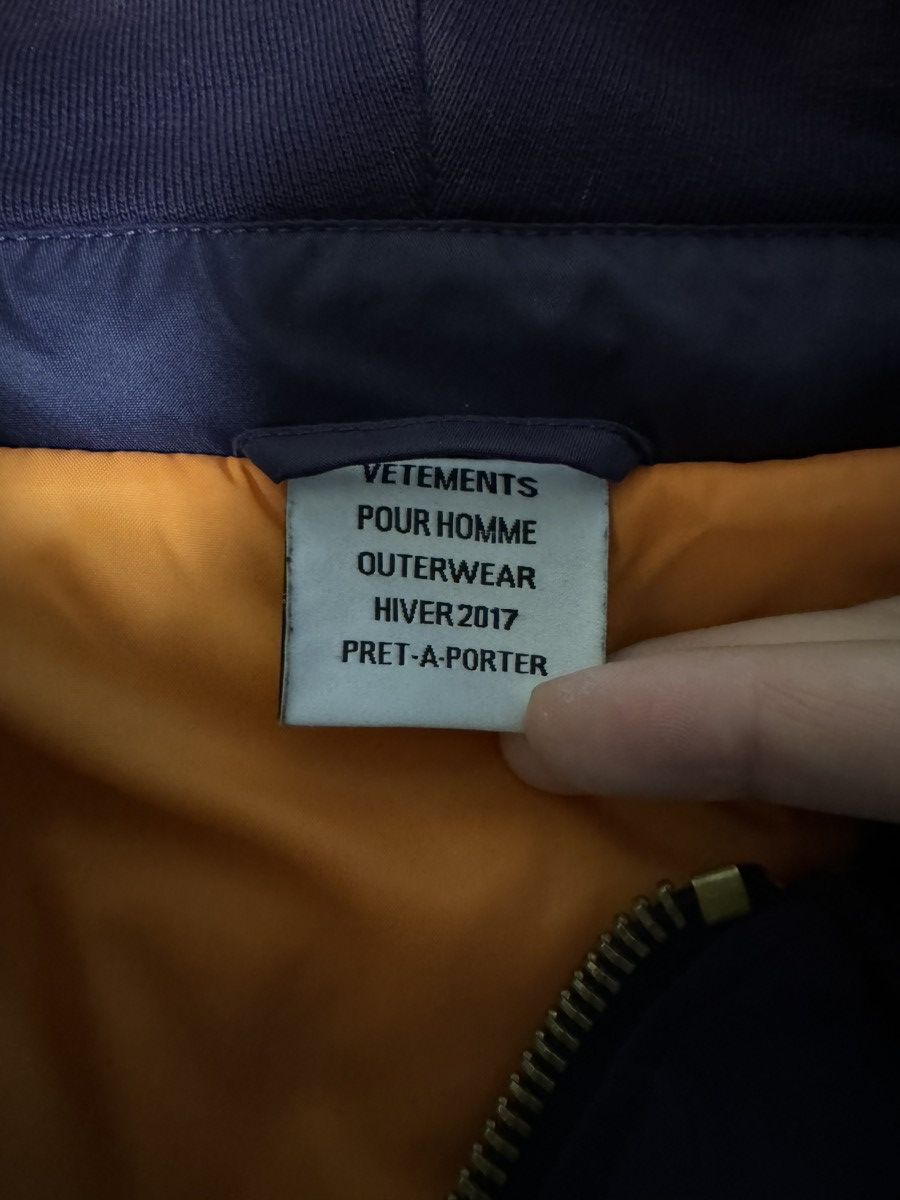 VETEMENTS
POUR HOMME
OUTERWEAR
HIVER 2017
PRET-A-PORTER